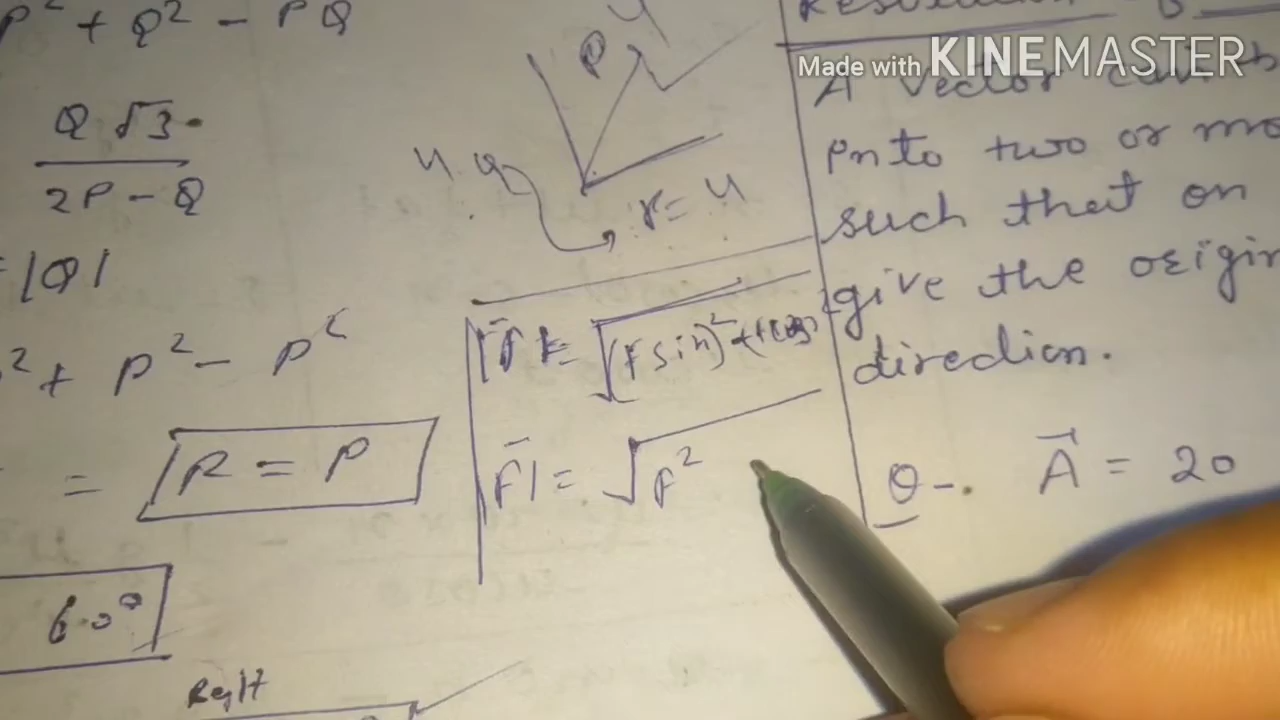 P² + Q² - PQ
Q √3
2P - Q
|Q|
² + P² - P²
= R = P
60°
P
r = 4
√(F sin)² +
F| = √F²
Made with KINEMASTER
A vector can
into two or mo
such that on
give the origin
direction.
Q-. A⃗ = 20